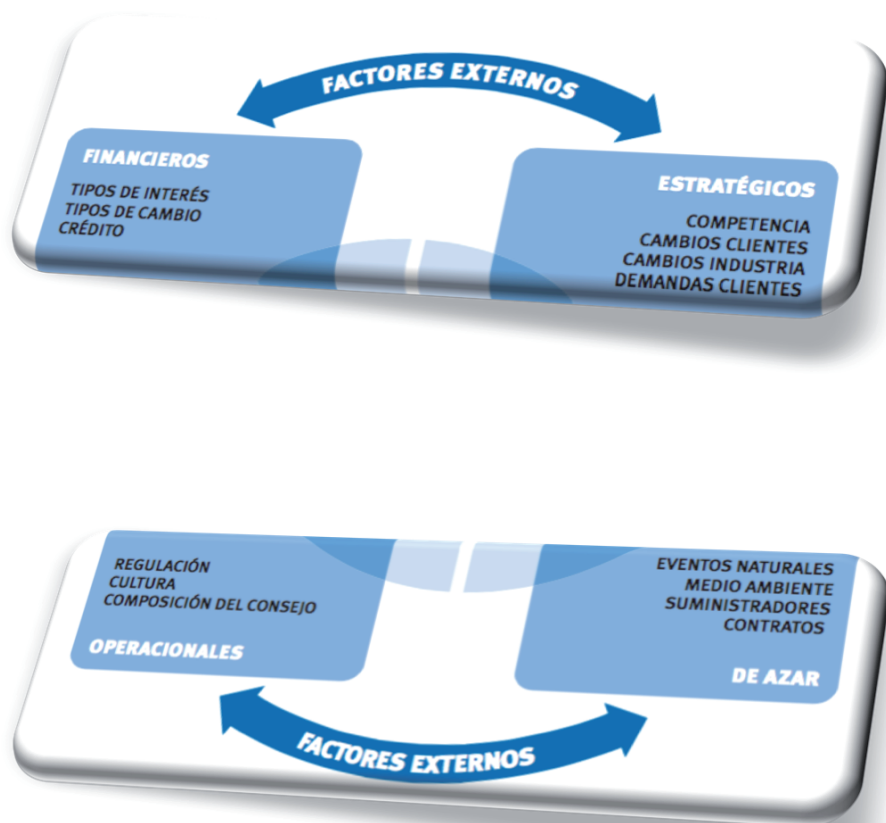 FACTORES EXTERNOS
FINANCIEROS
TIPOS DE INTERÉS
TIPOS DE CAMBIO
CRÉDITO
ESTRATÉGICOS
COMPETENCIA
CAMBIOS CLIENTES
CAMBIOS INDUSTRIA
DEMANDAS CLIENTES
REGULACIÓN
CULTURA
COMPOSICIÓN DEL CONSEJO
OPERACIONALES
EVENTOS NATURALES
MEDIO AMBIENTE
SUMINISTRADORES
CONTRATOS
DE AZAR
FACTORES EXTERNOS